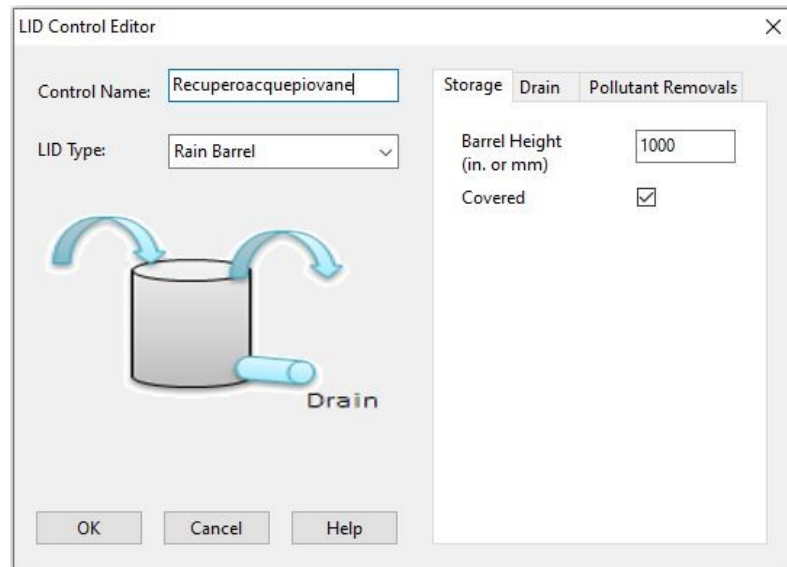 LID Control Editor
Control Name: Recuperoacquepiovane
LID Type: Rain Barrel
Drain
OK Cancel Help
Storage Drain Pollutant Removals
Barrel Height 1000
(in. or mm)
Covered